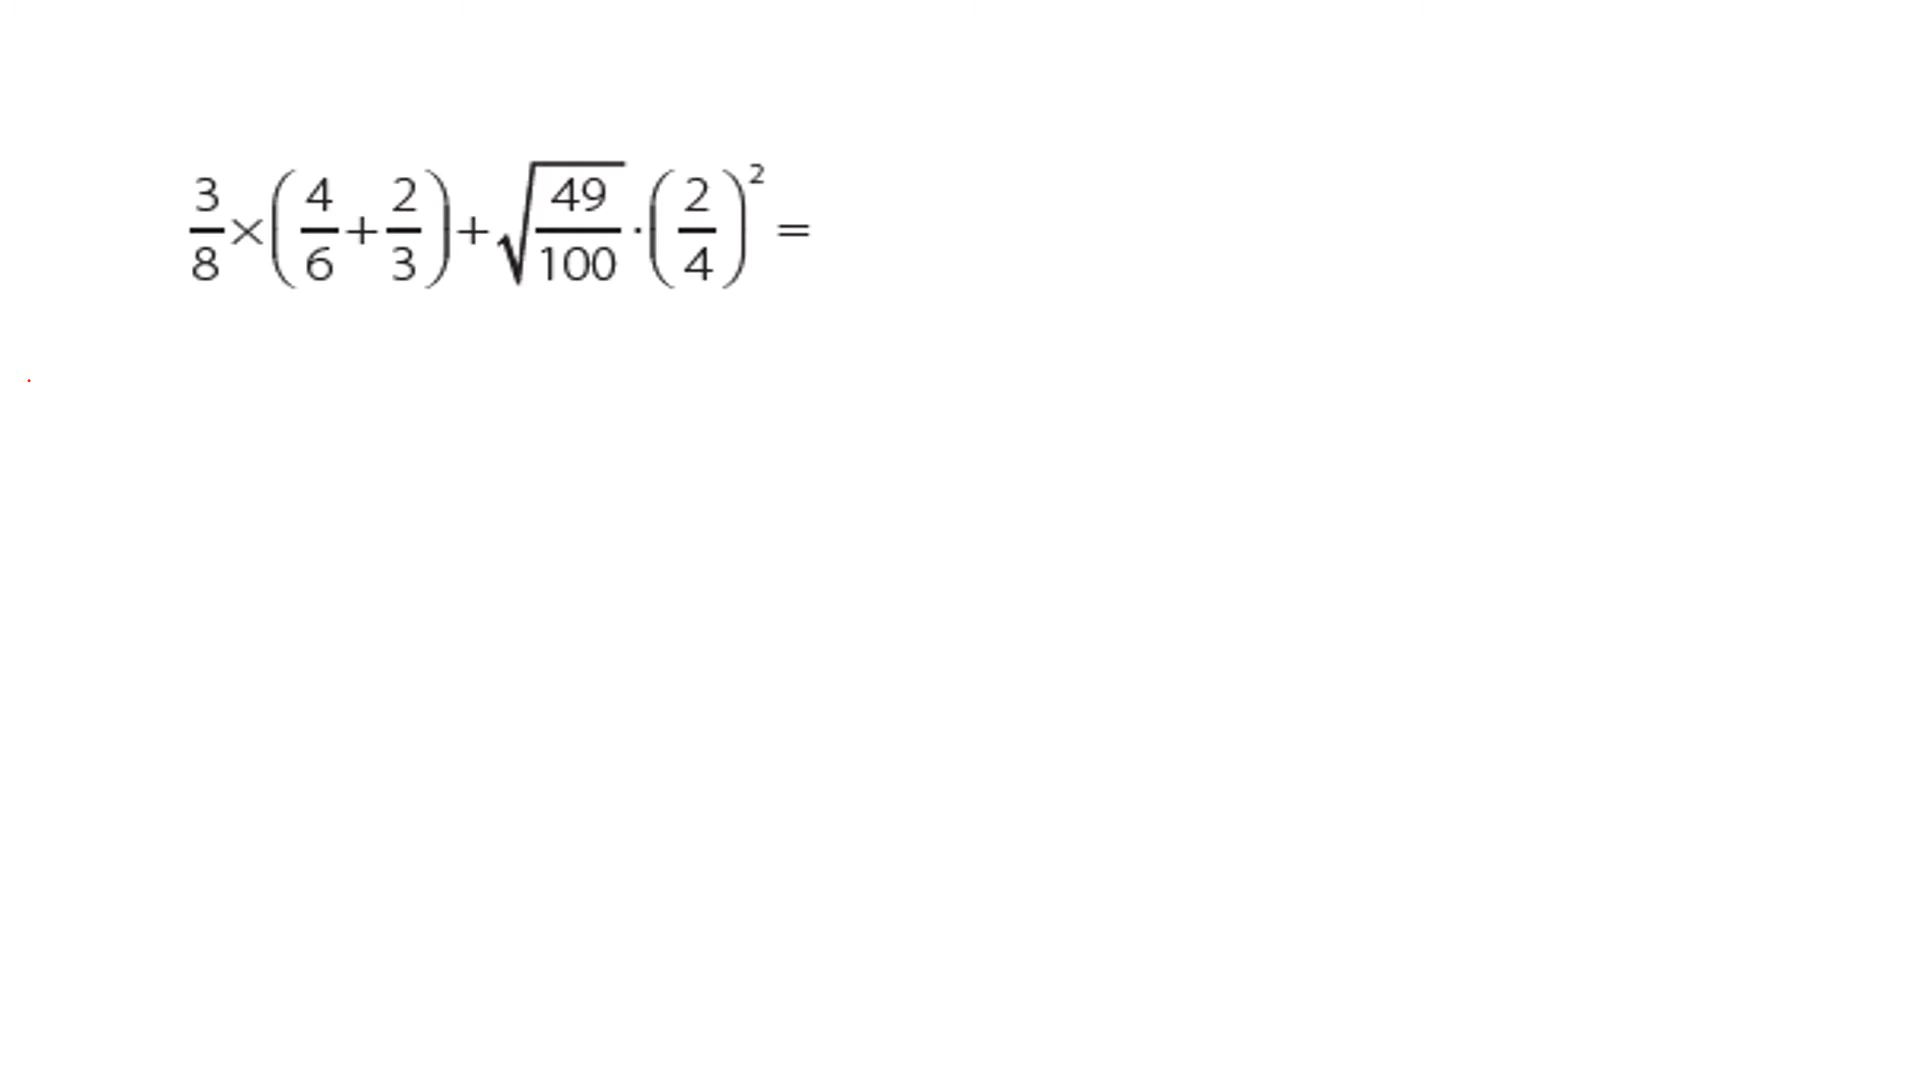 3/8 × (4/6 + 2/3) + √(49/100) · (2/4)² =